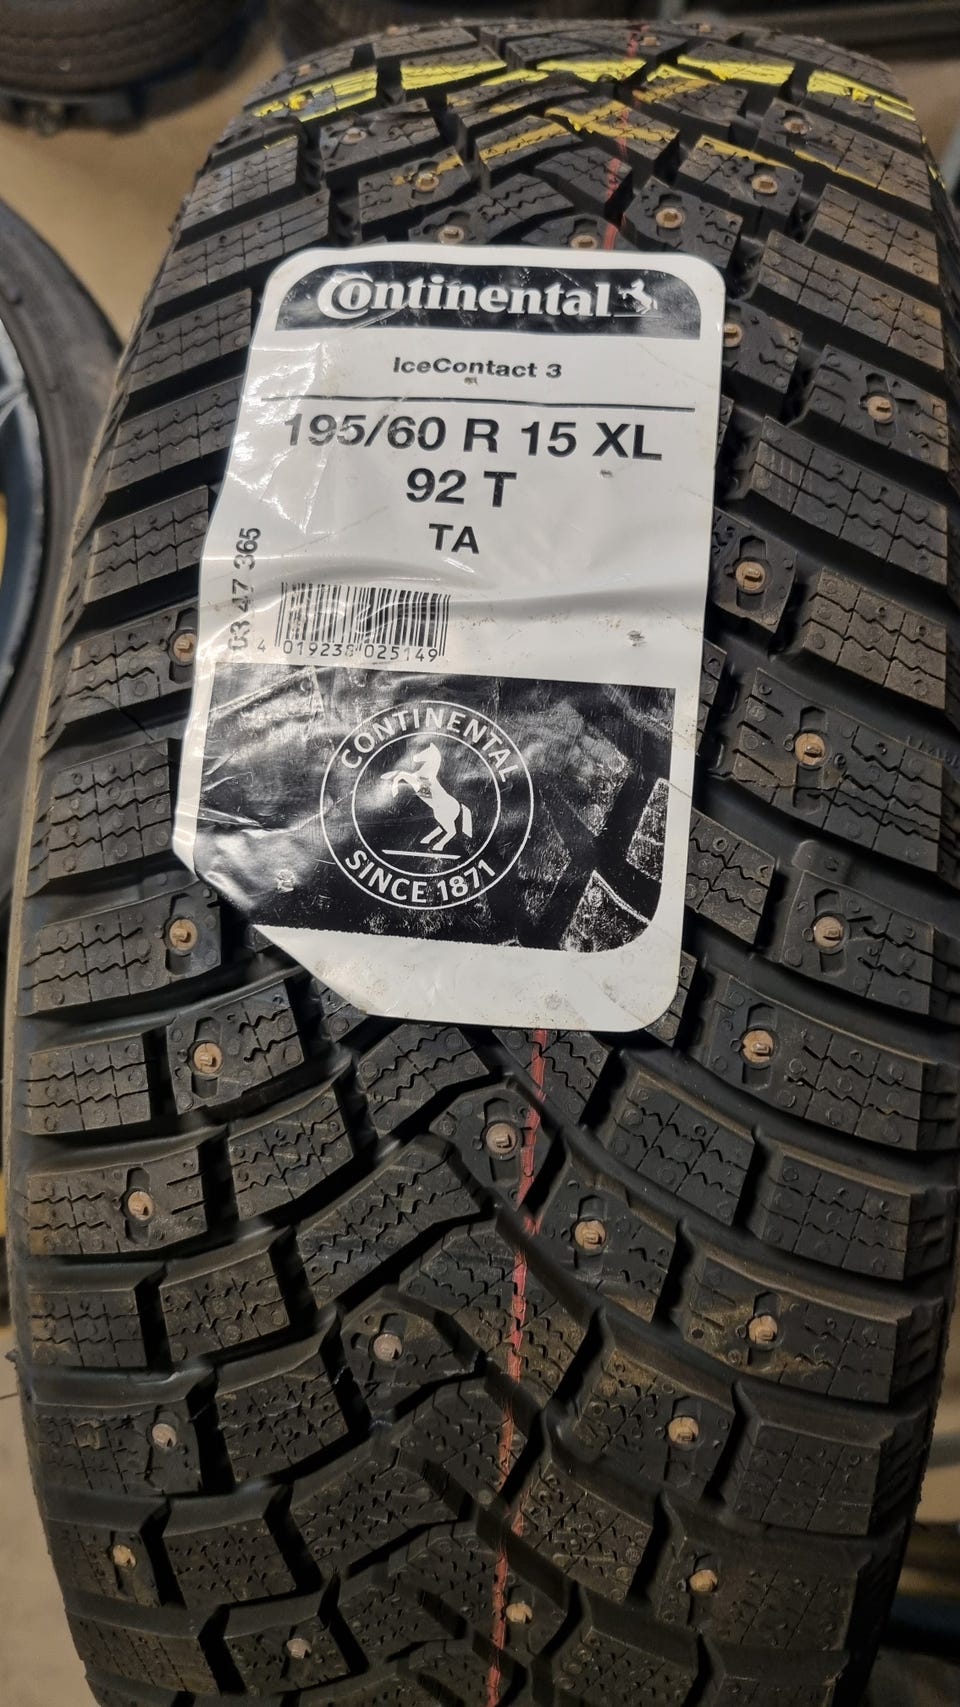 Continental
IceContact 3
195/60 R 15 XL
92 T
TA
03 47 365
4 019238 025149
CONTINENTAL
SINCE 1871